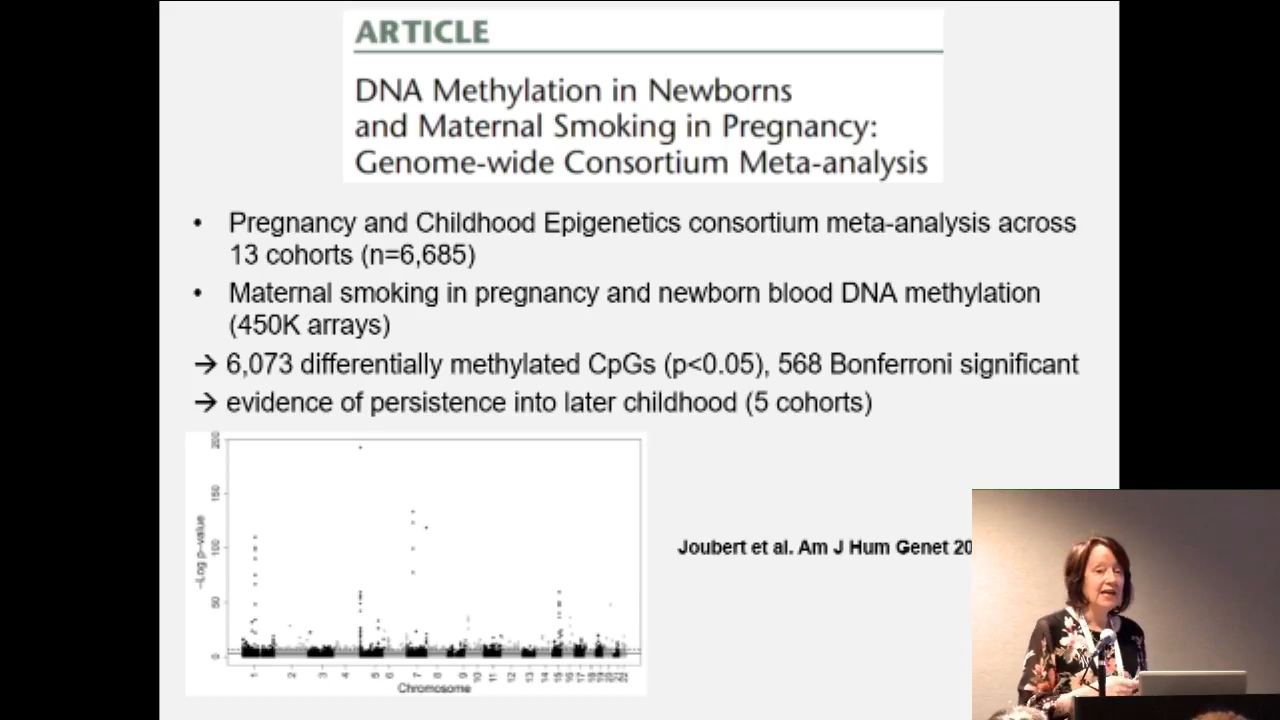 ARTICLE
DNA Methylation in Newborns
and Maternal Smoking in Pregnancy:
Genome-wide Consortium Meta-analysis
• Pregnancy and Childhood Epigenetics consortium meta-analysis across
13 cohorts (n=6,685)
• Maternal smoking in pregnancy and newborn blood DNA methylation
(450K arrays)
→ 6,073 differentially methylated CpGs (p<0.05), 568 Bonferroni significant
→ evidence of persistence into later childhood (5 cohorts)
200
150
100
50
0
−Log p−value
1 2 3 4 5 6 7 8 9 10 11 12 13 14 15 16 17 18 19 20 21 22
Chromosome
Joubert et al. Am J Hum Genet 20